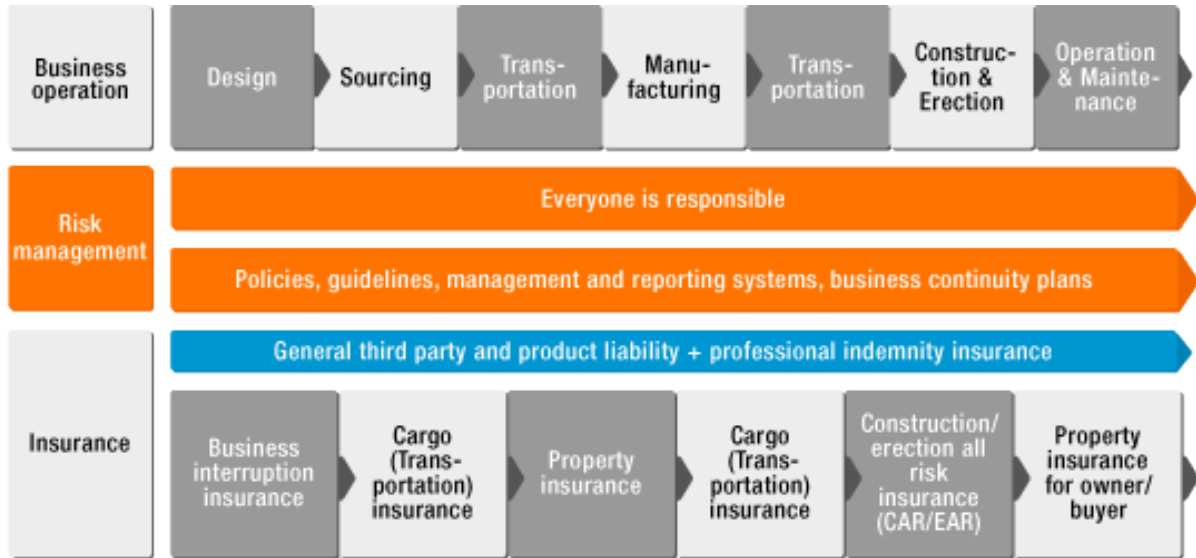 Business
operation
Design
Sourcing
Trans-
portation
Manu-
facturing
Trans-
portation
Construc-
tion &
Erection
Operation
& Mainte-
nance
Risk
management
Everyone is responsible
Policies, guidelines, management and reporting systems, business continuity plans
Insurance
General third party and product liability + professional indemnity insurance
Business
interruption
insurance
Cargo
(Trans-
portation)
insurance
Property
insurance
Cargo
(Trans-
portation)
insurance
Construction/
erection all
risk
insurance
(CAR/EAR)
Property
insurance
for owner/
buyer